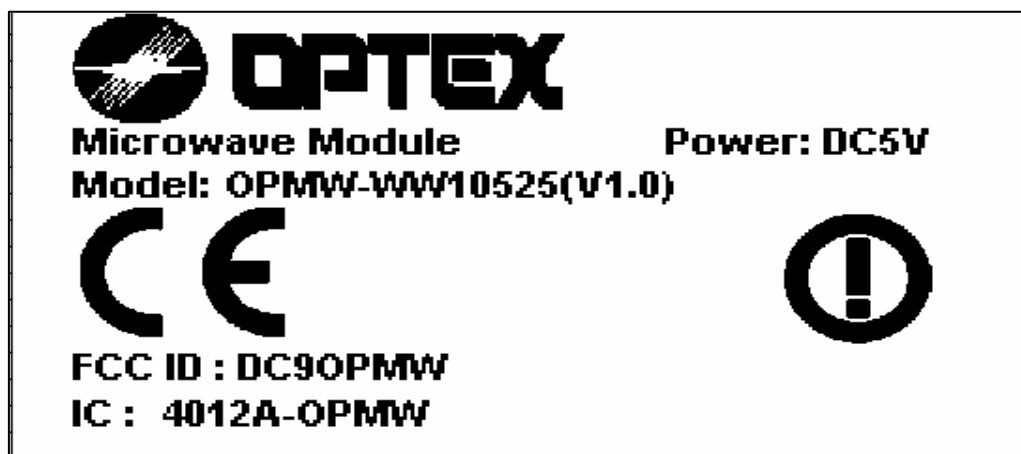 OPTEX
Microwave Module Power: DC5V
Model: OPMW-WW10525(V1.0)
CE
FCC ID : DC9OPMW
IC : 4012A-OPMW